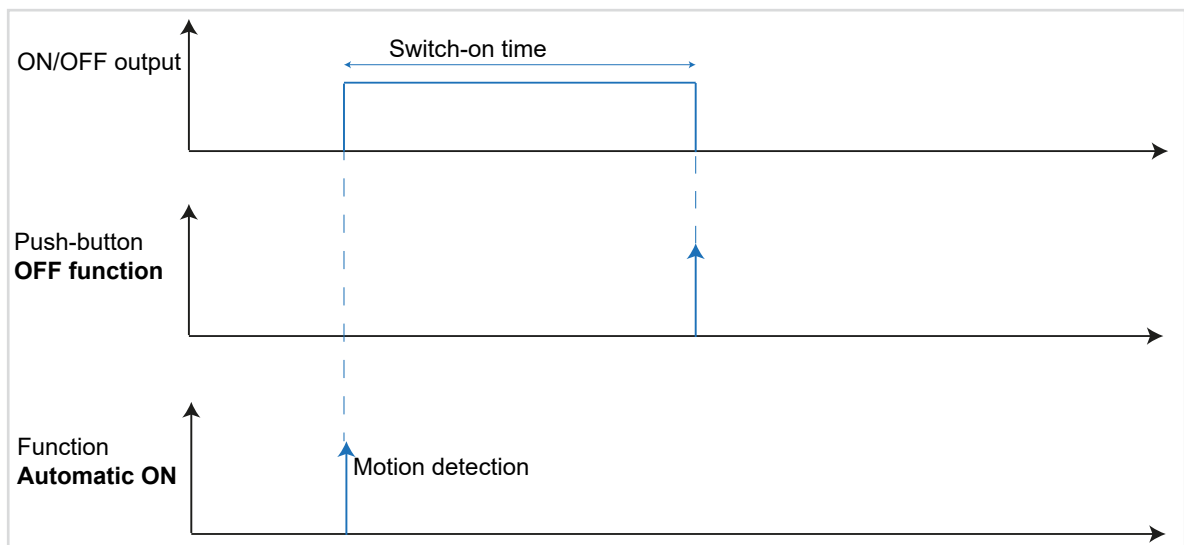 Switch-on time
ON/OFF output
Push-button
OFF function
Function
Automatic ON
Motion detection